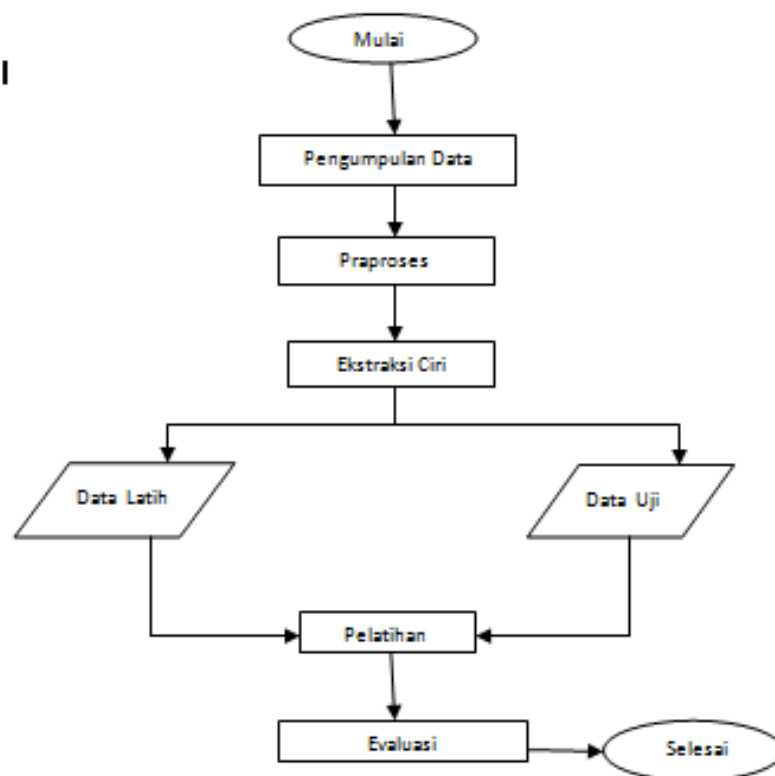 Mulai
Pengumpulan Data
Praproses
Ekstraksi Ciri
Data Latih
Data Uji
Pelatihan
Evaluasi
Selesai